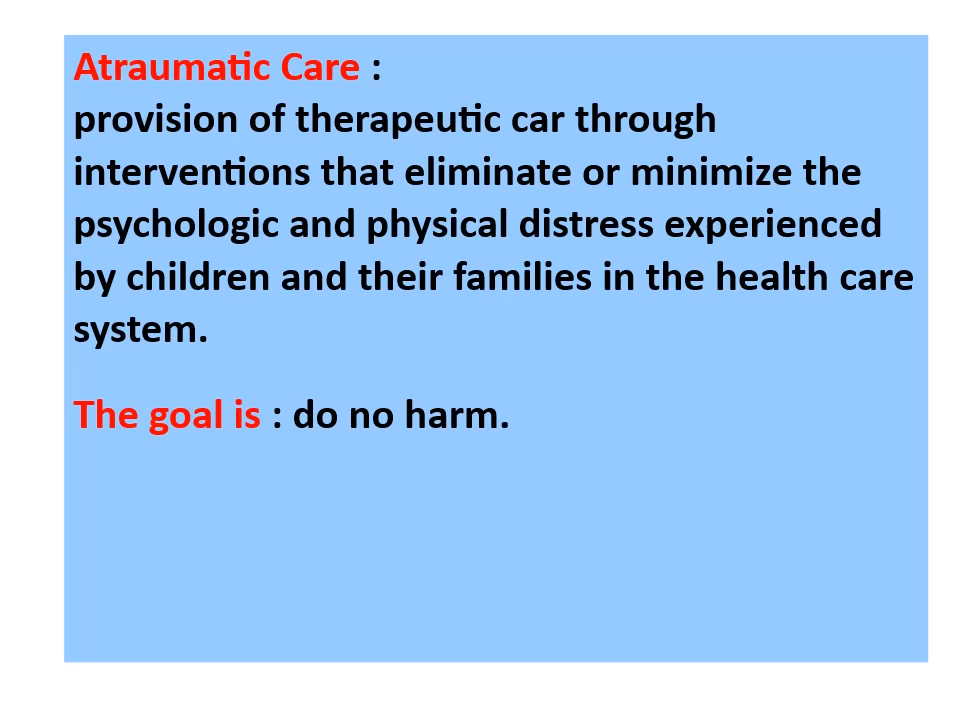 Atraumatic Care :
provision of therapeutic car through
interventions that eliminate or minimize the
psychologic and physical distress experienced
by children and their families in the health care
system.
The goal is : do no harm.